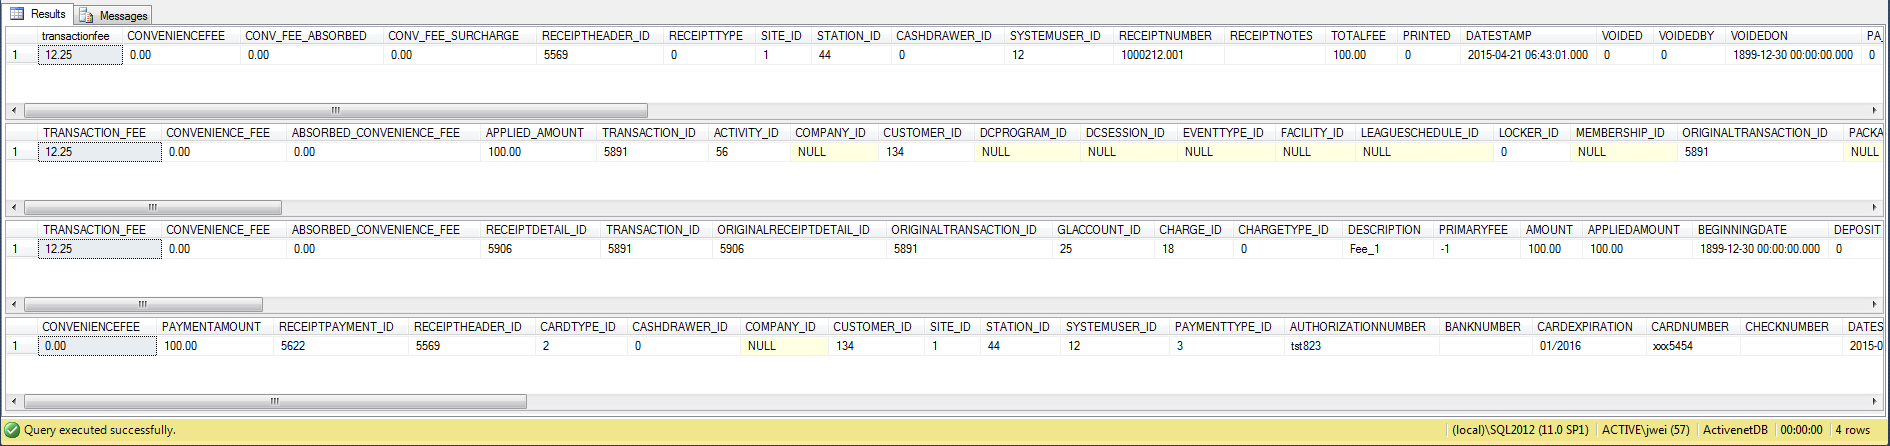 Results Messages
transactionfee CONVENIENCEFEE CONV_FEE_ABSORBED CONV_FEE_SURCHARGE RECEIPTHEADER_ID RECEIPTTYPE SITE_ID STATION_ID CASHDRAWER_ID SYSTEMUSER_ID RECEIPTNUMBER RECEIPTNOTES TOTALFEE PRINTED DATESTAMP VOIDED VOIDEDBY VOIDEDON PA_
1 12.25 0.00 0.00 0.00 5569 0 1 44 0 12 1000212.001 100.00 0 2015-04-21 06:43:01.000 0 0 1899-12-30 00:00:00.000 0
TRANSACTION_FEE CONVENIENCE_FEE ABSORBED_CONVENIENCE_FEE APPLIED_AMOUNT TRANSACTION_ID ACTIVITY_ID COMPANY_ID CUSTOMER_ID DCPROGRAM_ID DCSESSION_ID EVENTTYPE_ID FACILITY_ID LEAGUESCHEDULE_ID LOCKER_ID MEMBERSHIP_ID ORIGINALTRANSACTION_ID PACKA
1 12.25 0.00 0.00 100.00 5891 56 NULL 134 NULL NULL NULL NULL NULL 0 NULL 5891 NULL
TRANSACTION_FEE CONVENIENCE_FEE ABSORBED_CONVENIENCE_FEE RECEIPTDETAIL_ID TRANSACTION_ID ORIGINALRECEIPTDETAIL_ID ORIGINALTRANSACTION_ID GLACCOUNT_ID CHARGE_ID CHARGETYPE_ID DESCRIPTION PRIMARYFEE AMOUNT APPLIEDAMOUNT BEGINNINGDATE DEPOSIT
1 12.25 0.00 0.00 5906 5891 5906 5891 25 18 0 Fee_1 -1 100.00 100.00 1899-12-30 00:00:00.000 0
CONVENIENCEFEE PAYMENTAMOUNT RECEIPTPAYMENT_ID RECEIPTHEADER_ID CARDTYPE_ID CASHDRAWER_ID COMPANY_ID CUSTOMER_ID SITE_ID STATION_ID SYSTEMUSER_ID PAYMENTTYPE_ID AUTHORIZATIONNUMBER BANKNUMBER CARDEXPIRATION CARDNUMBER CHECKNUMBER DATES
1 0.00 100.00 5622 5569 2 0 NULL 134 1 44 12 3 tst823 01/2016 xxx5454 2015-0
Query executed successfully. (local)\SQL2012 (11.0 SP1) ACTIVE\jwei (57) ActivenetDB 00:00:00 4 rows